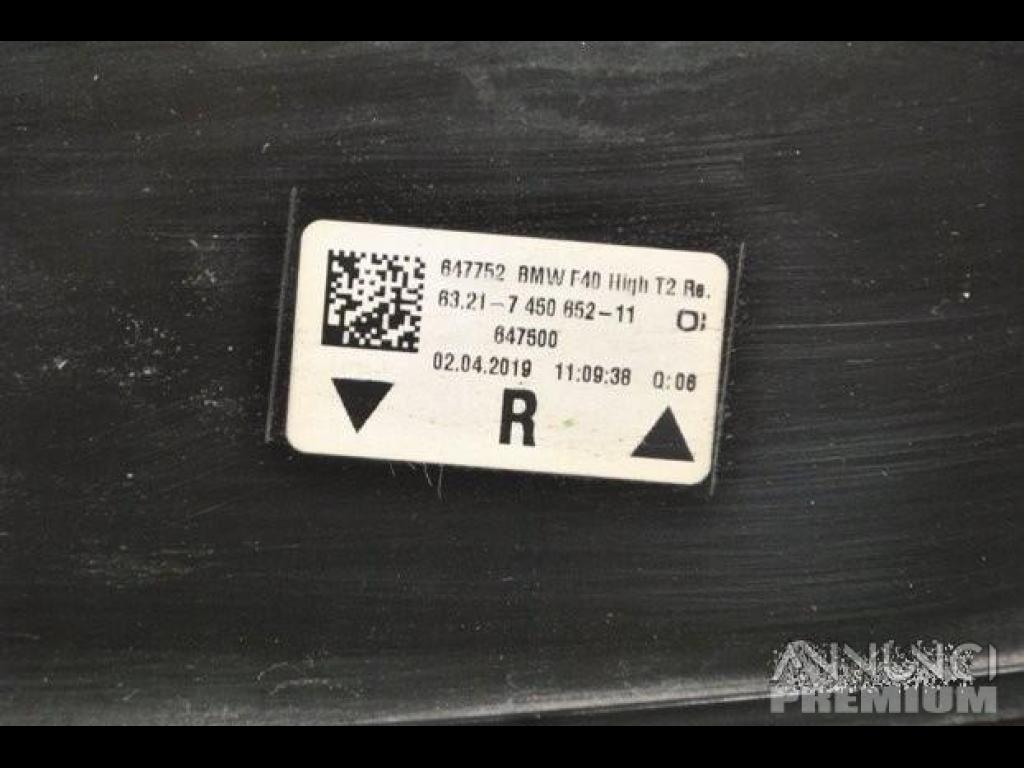 647752 BMW F40 High T2 Re.
63.21-7 450 652-11
647500
02.04.2019 11:09:38 Q:06
R
ANNUNCI
PREMIUM